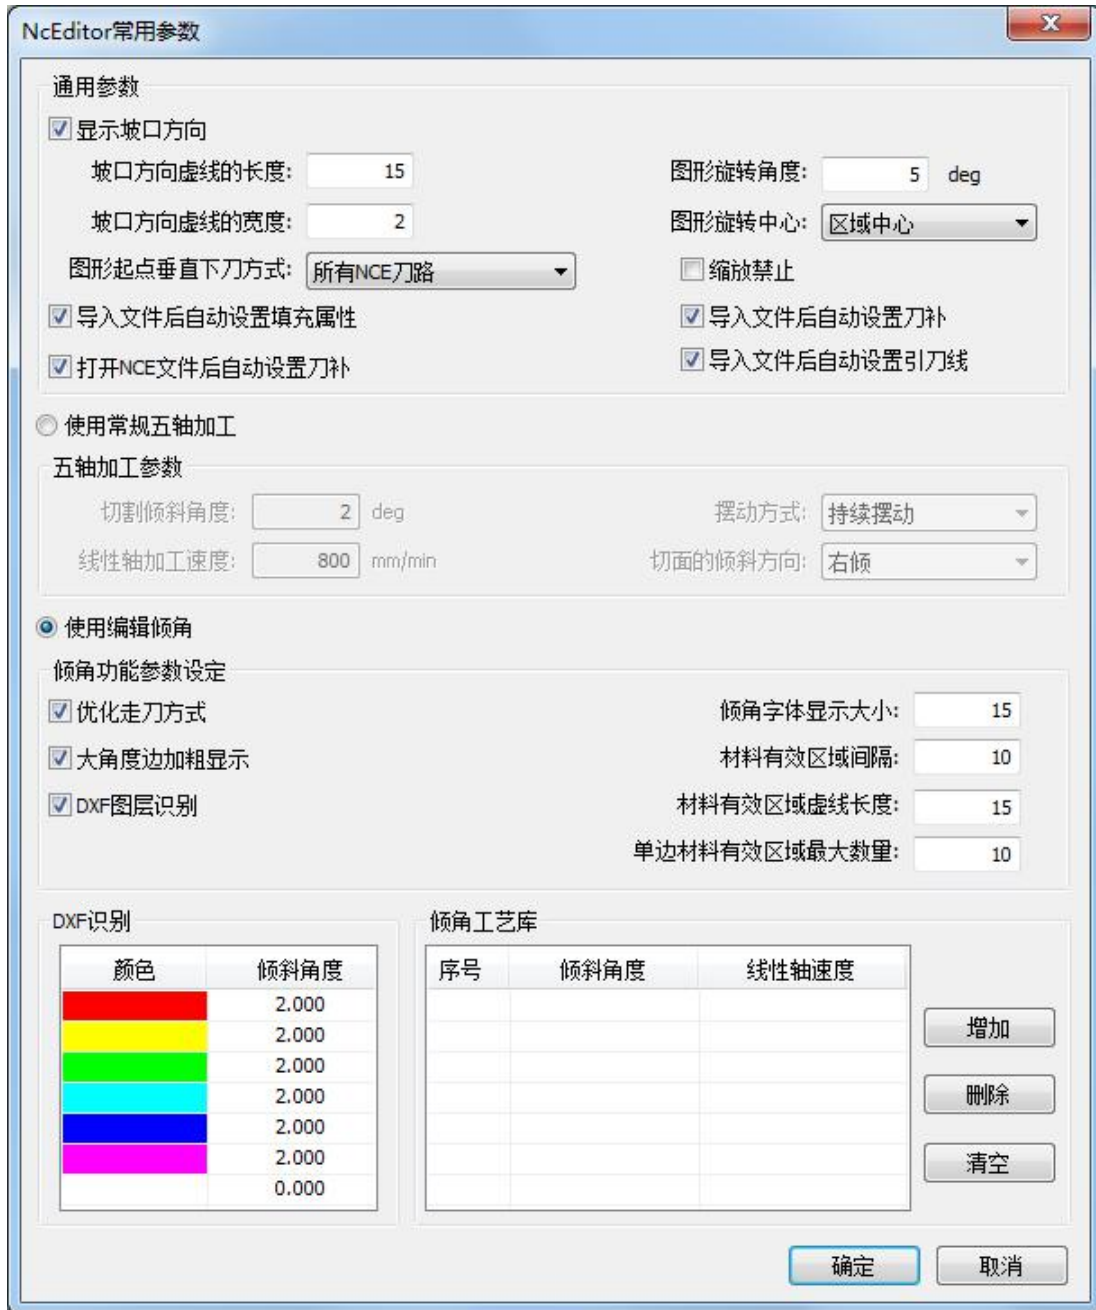 NcEditor常用参数
通用参数
显示坡口方向
坡口方向虚线的长度: 15 图形旋转角度: 5 deg
坡口方向虚线的宽度: 2 图形旋转中心: 区域中心
图形起点垂直下刀方式: 所有NCE刀路 缩放禁止
导入文件后自动设置填充属性 导入文件后自动设置刀补
打开NCE文件后自动设置刀补 导入文件后自动设置引刀线
使用常规五轴加工
五轴加工参数
切割倾斜角度: 2 deg 摆动方式: 持续摆动
线性轴加工速度: 800 mm/min 切面的倾斜方向: 右倾
使用编辑倾角
倾角功能参数设定
优化走刀方式 倾角字体显示大小: 15
大角度边加粗显示 材料有效区域间隔: 10
DXF图层识别 材料有效区域虚线长度: 15
单边材料有效区域最大数量: 10
DXF识别 倾角工艺库
颜色 倾斜角度 序号 倾斜角度 线性轴速度
2.000
2.000 增加
2.000
2.000 删除
2.000
2.000 清空
0.000
确定 取消